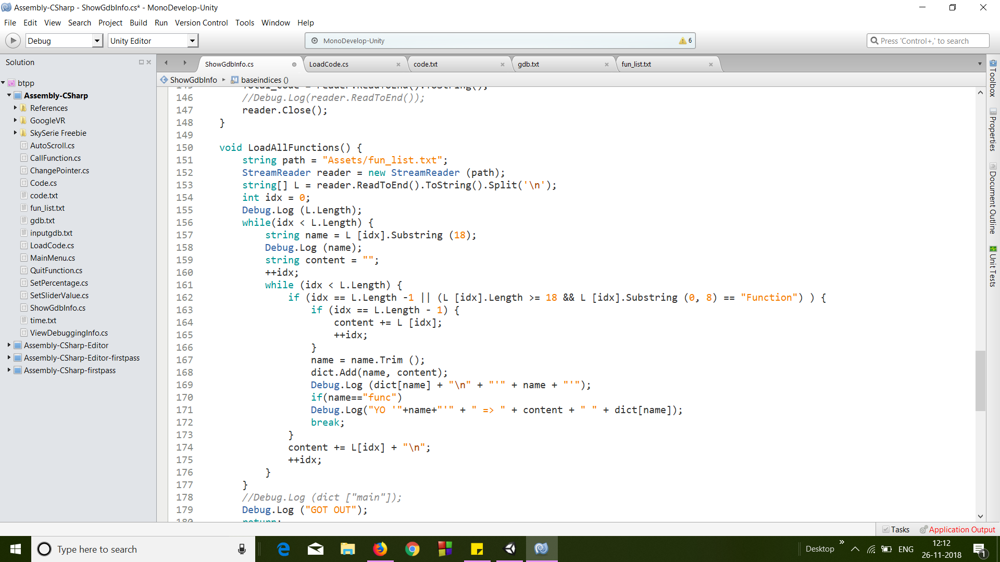 Assembly-CSharp - ShowGdbInfo.cs* - MonoDevelop-Unity
File Edit View Search Project Build Run Version Control Tools Window Help
Debug Unity Editor MonoDevelop-Unity 6 Press 'Control+,' to search
Solution
btpp
Assembly-CSharp
References
GoogleVR
SkySerie Freebie
AutoScroll.cs
CallFunction.cs
ChangePointer.cs
Code.cs
code.txt
fun_list.txt
gdb.txt
inputgdb.txt
LoadCode.cs
MainMenu.cs
QuitFunction.cs
SetPercentage.cs
SetSliderValue.cs
ShowGdbInfo.cs
time.txt
ViewDebuggingInfo.cs
Assembly-CSharp-Editor
Assembly-CSharp-Editor-firstpass
Assembly-CSharp-firstpass
ShowGdbInfo.cs LoadCode.cs code.txt gdb.txt fun_list.txt
ShowGdbInfo baseindices ()
145 Total_code = reader.ReadToEnd().ToString();
146 //Debug.Log(reader.ReadToEnd());
147 reader.Close();
148 }
149
150 void LoadAllFunctions() {
151 string path = "Assets/fun_list.txt";
152 StreamReader reader = new StreamReader (path);
153 string[] L = reader.ReadToEnd().ToString().Split('\n');
154 int idx = 0;
155 Debug.Log (L.Length);
156 while(idx < L.Length) {
157 string name = L [idx].Substring (18);
158 Debug.Log (name);
159 string content = "";
160 ++idx;
161 while (idx < L.Length) {
162 if (idx == L.Length -1 || (L [idx].Length >= 18 && L [idx].Substring (0, 8) == "Function") ) {
163 if (idx == L.Length - 1) {
164 content += L [idx];
165 ++idx;
166 }
167 name = name.Trim ();
168 dict.Add(name, content);
169 Debug.Log (dict[name] + "\n" + "'" + name + "'");
170 if(name=="func")
171 Debug.Log("YO '"+name+"'" + " => " + content + " " + dict[name]);
172 break;
173 }
174 content += L[idx] + "\n";
175 ++idx;
176 }
177 }
178 //Debug.Log (dict ["main"]);
179 Debug.Log ("GOT OUT");
180 return;
Toolbox
Properties
Document Outline
Unit Tests
Tasks Application Output
Type here to search
Desktop ENG 12:12
26-11-2018
1